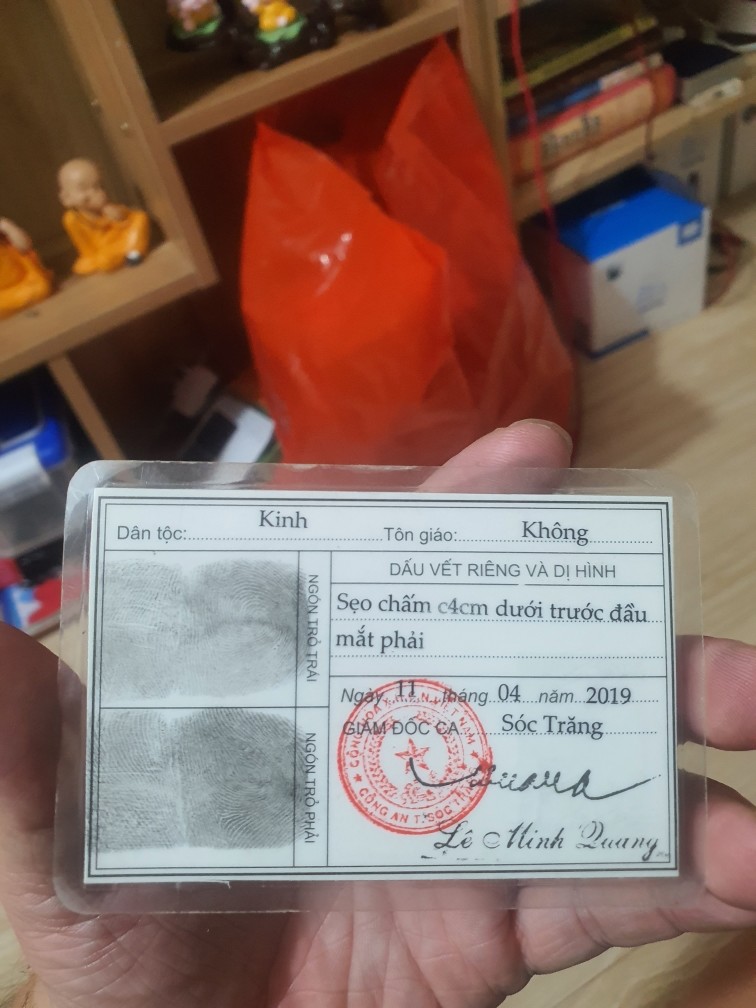 Dân tộc: Kinh Tôn giáo: Không
NGÓN TRỎ TRÁI
NGÓN TRỎ PHẢI
DẤU VẾT RIÊNG VÀ DỊ HÌNH
Sẹo chấm c4cm dưới trước đầu
mắt phải
Ngày 11 tháng 04 năm 2019
GIÁM ĐỐC CA Sóc Trăng
CÔNG AN T. SÓC TRĂNG
Lê Minh Quang